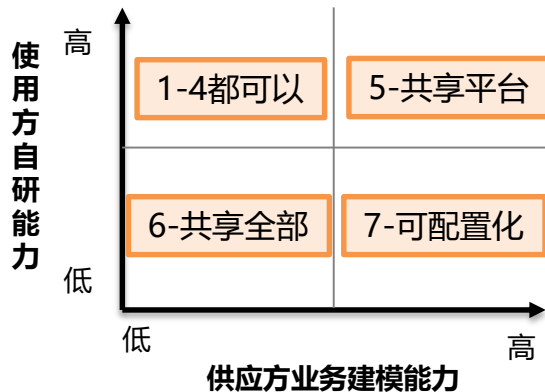 使用方自研能力
高
1-4都可以
5-共享平台
6-共享全部
7-可配置化
低
低
高
供应方业务建模能力